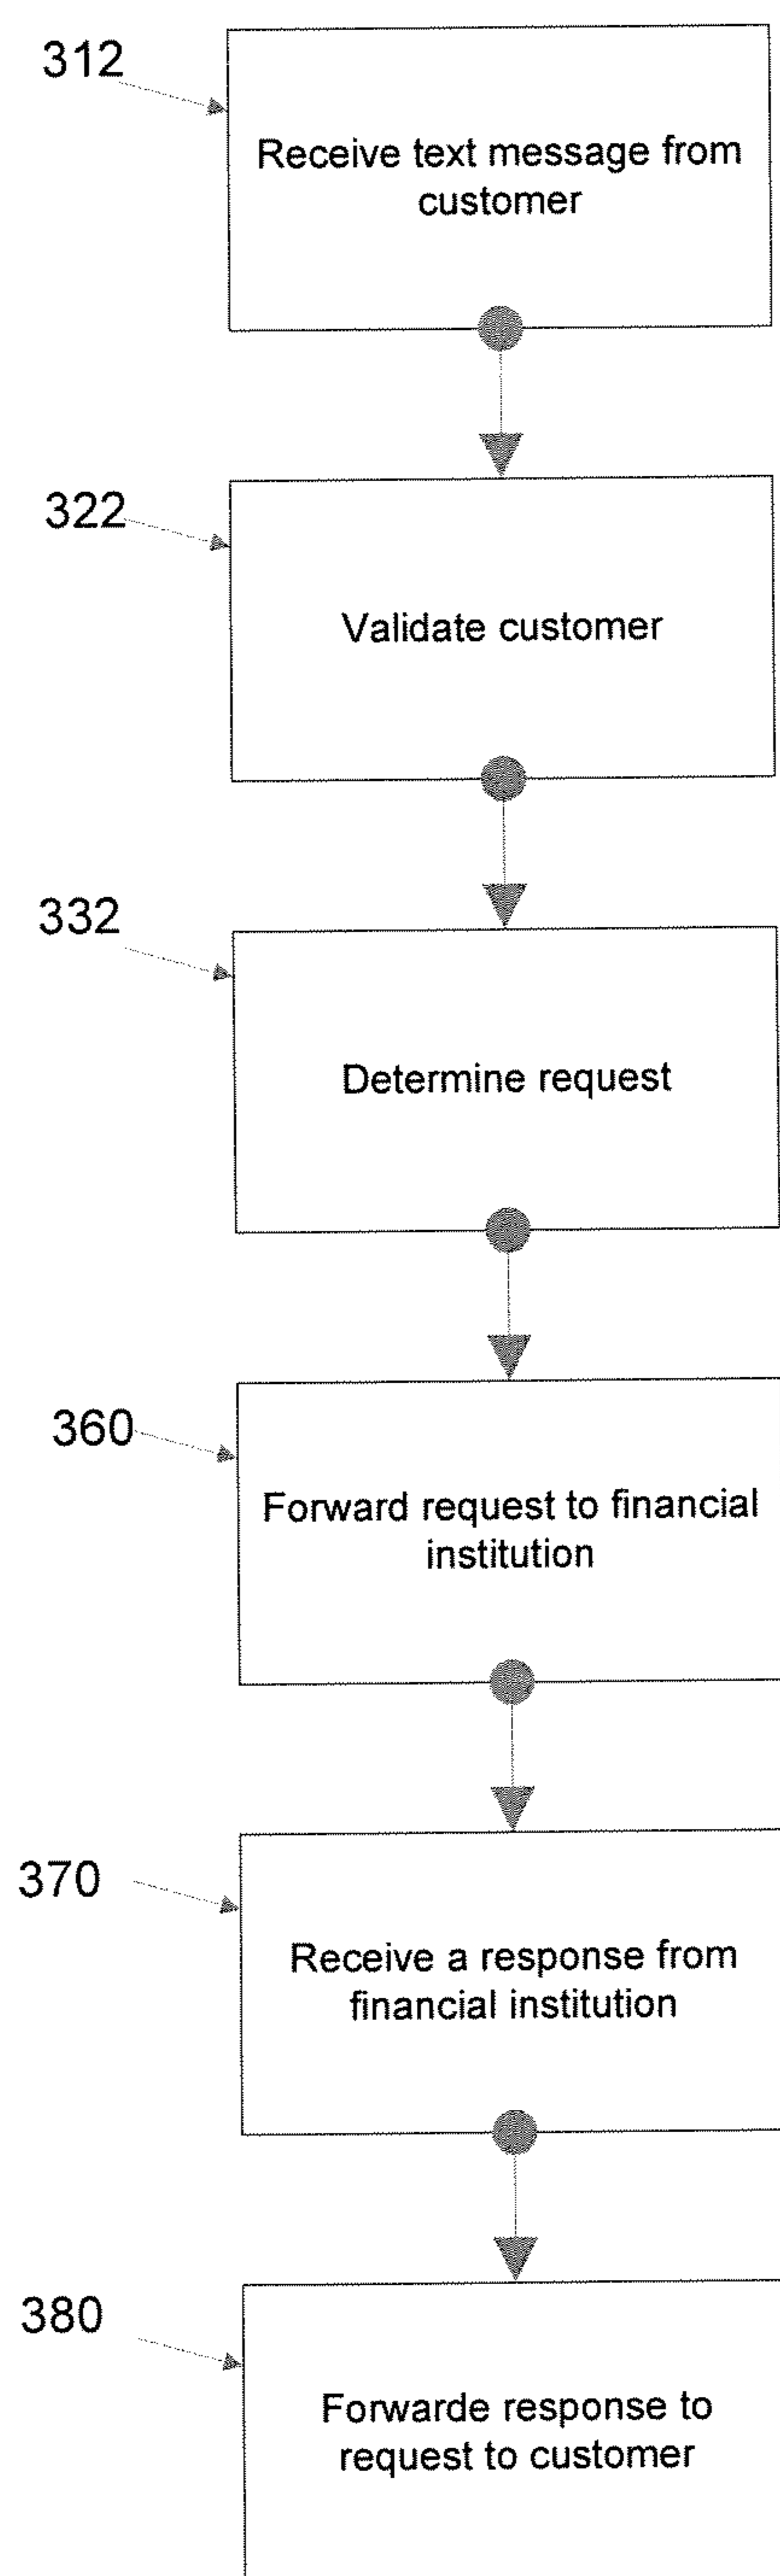 312
Receive text message from
customer
322
Validate customer
332
Determine request
360
Forward request to financial
institution
370
Receive a response from
financial institution
380
Forwarde response to
request to customer